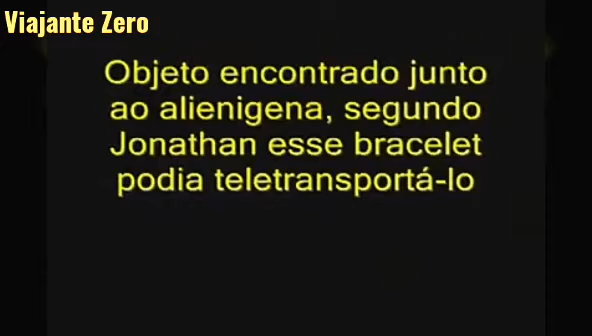 Viajante Zero
Objeto encontrado junto
ao alienigena, segundo
Jonathan esse bracelet
podia teletransportá-lo